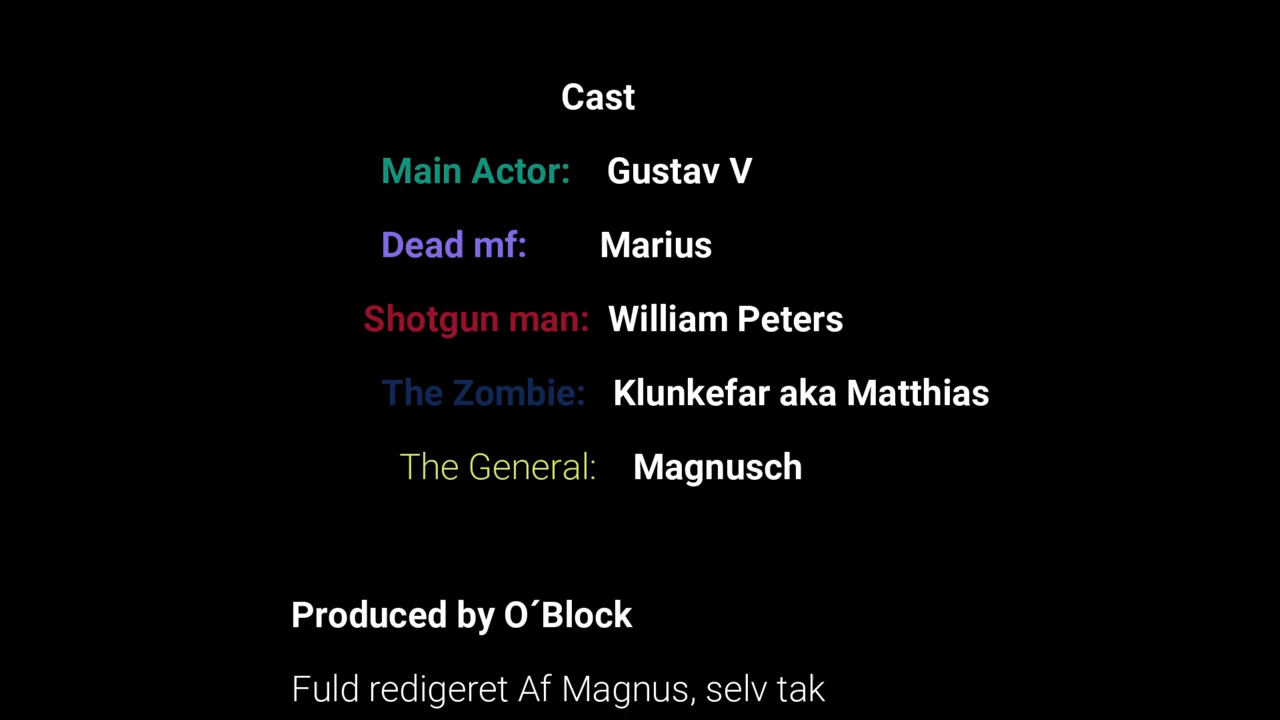 Cast
Main Actor: Gustav V
Dead mf: Marius
Shotgun man: William Peters
The Zombie: Klunkefar aka Matthias
The General: Magnusch
Produced by O´Block
Fuld redigeret Af Magnus, selv tak